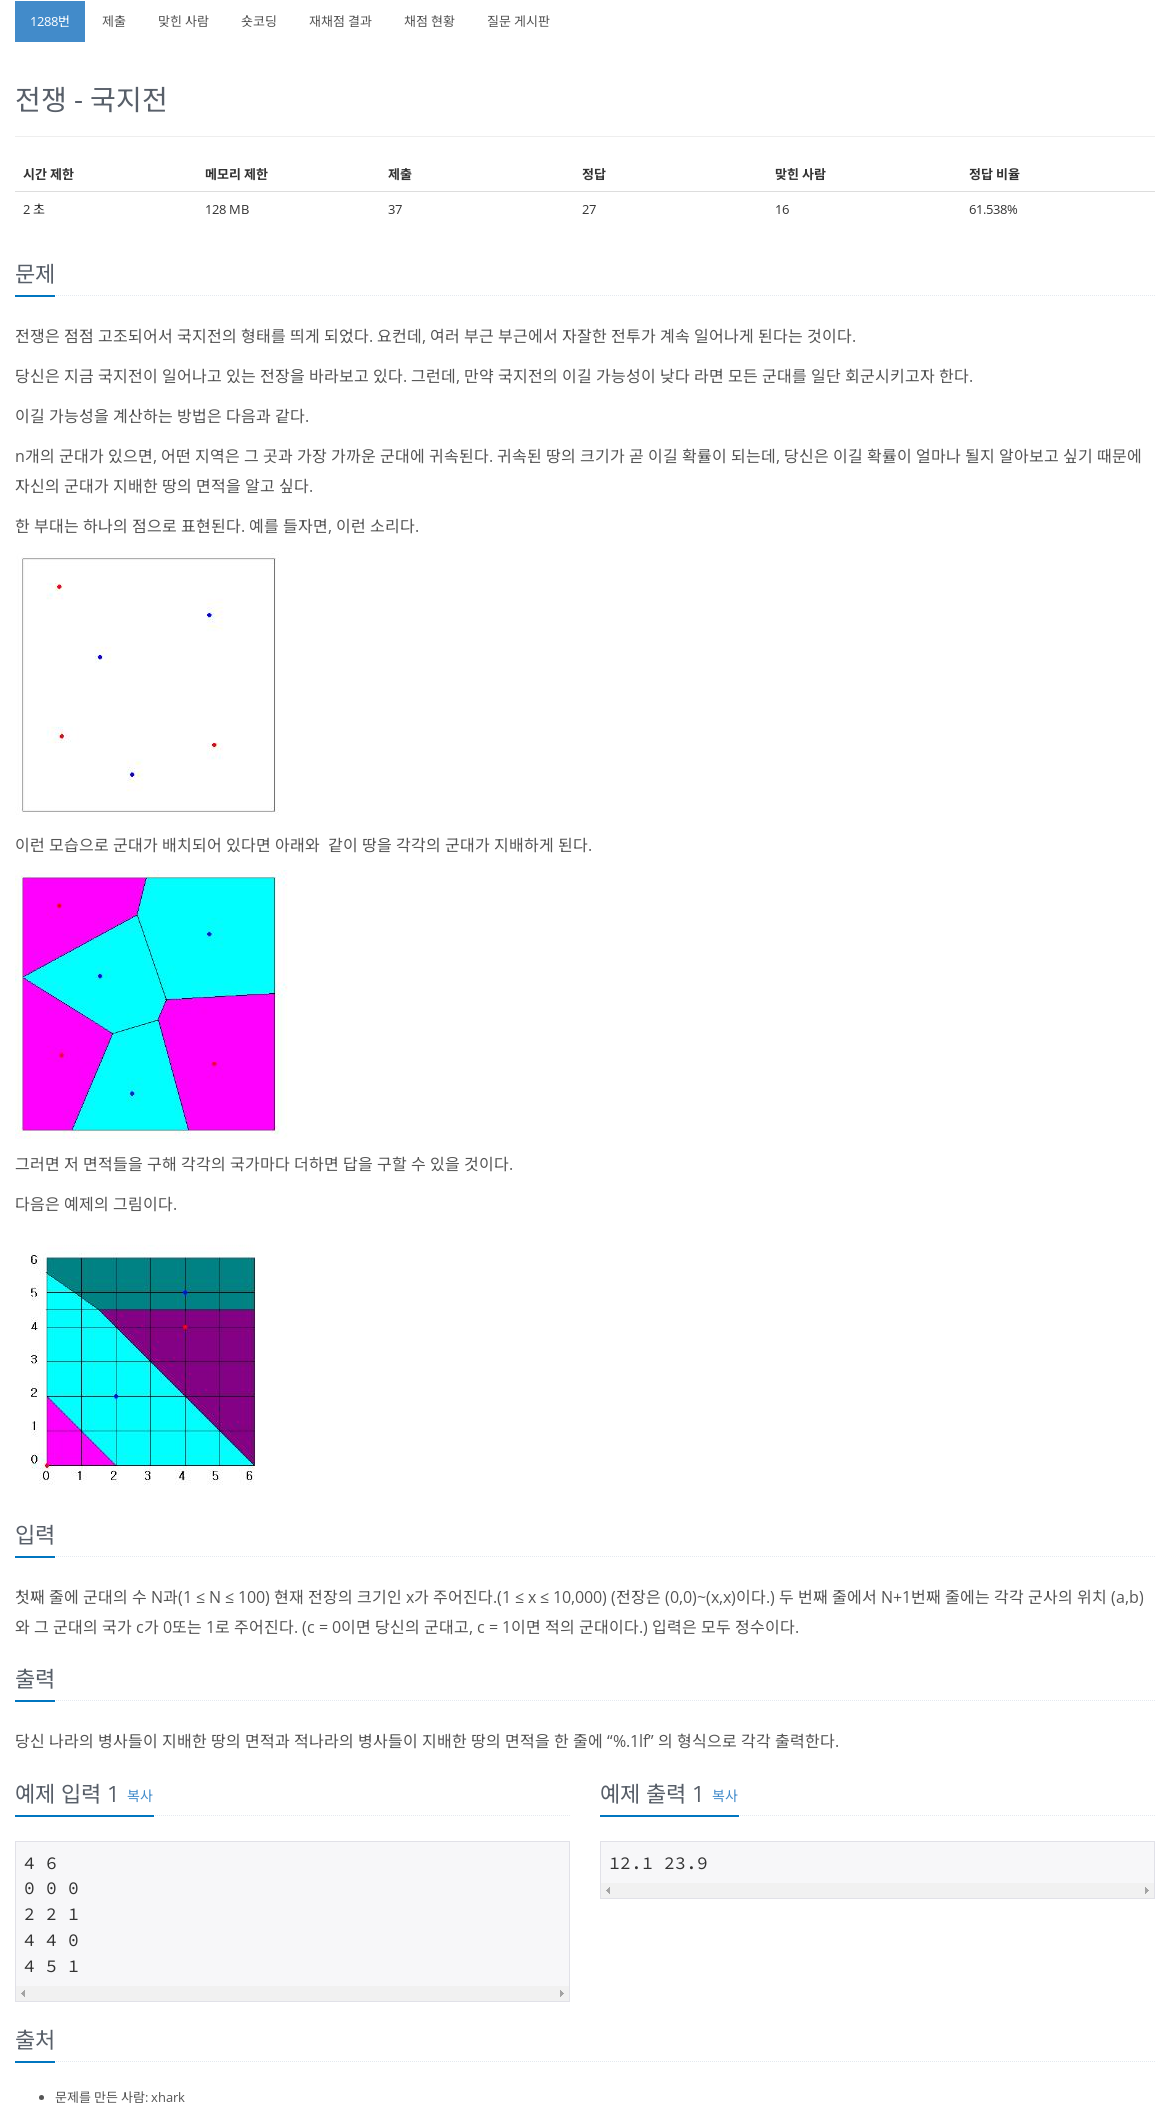 1288번 제출 맞힌 사람 숏코딩 재채점 결과 채점 현황 질문 게시판
전쟁 - 국지전
시간 제한 메모리 제한 제출 정답 맞힌 사람 정답 비율
2 초 128 MB 37 27 16 61.538%
문제
전쟁은 점점 고조되어서 국지전의 형태를 띄게 되었다. 요컨데, 여러 부근 부근에서 자잘한 전투가 계속 일어나게 된다는 것이다.
당신은 지금 국지전이 일어나고 있는 전장을 바라보고 있다. 그런데, 만약 국지전의 이길 가능성이 낮다 라면 모든 군대를 일단 회군시키고자 한다.
이길 가능성을 계산하는 방법은 다음과 같다.
n개의 군대가 있으면, 어떤 지역은 그 곳과 가장 가까운 군대에 귀속된다. 귀속된 땅의 크기가 곧 이길 확률이 되는데, 당신은 이길 확률이 얼마나 될지 알아보고 싶기 때문에
자신의 군대가 지배한 땅의 면적을 알고 싶다.
한 부대는 하나의 점으로 표현된다. 예를 들자면, 이런 소리다.
이런 모습으로 군대가 배치되어 있다면 아래와  같이 땅을 각각의 군대가 지배하게 된다.
그러면 저 면적들을 구해 각각의 국가마다 더하면 답을 구할 수 있을 것이다.
다음은 예제의 그림이다.
6
5
4
3
2
1
0
0 1 2 3 4 5 6
입력
첫째 줄에 군대의 수 N과(1 ≤ N ≤ 100) 현재 전장의 크기인 x가 주어진다.(1 ≤ x ≤ 10,000) (전장은 (0,0)~(x,x)이다.) 두 번째 줄에서 N+1번째 줄에는 각각 군사의 위치 (a,b)
와 그 군대의 국가 c가 0또는 1로 주어진다. (c = 0이면 당신의 군대고, c = 1이면 적의 군대이다.) 입력은 모두 정수이다.
출력
당신 나라의 병사들이 지배한 땅의 면적과 적나라의 병사들이 지배한 땅의 면적을 한 줄에 “%.1lf” 의 형식으로 각각 출력한다.
예제 입력 1 복사
4 6
0 0 0
2 2 1
4 4 0
4 5 1
예제 출력 1 복사
12.1 23.9
출처
• 문제를 만든 사람: xhark